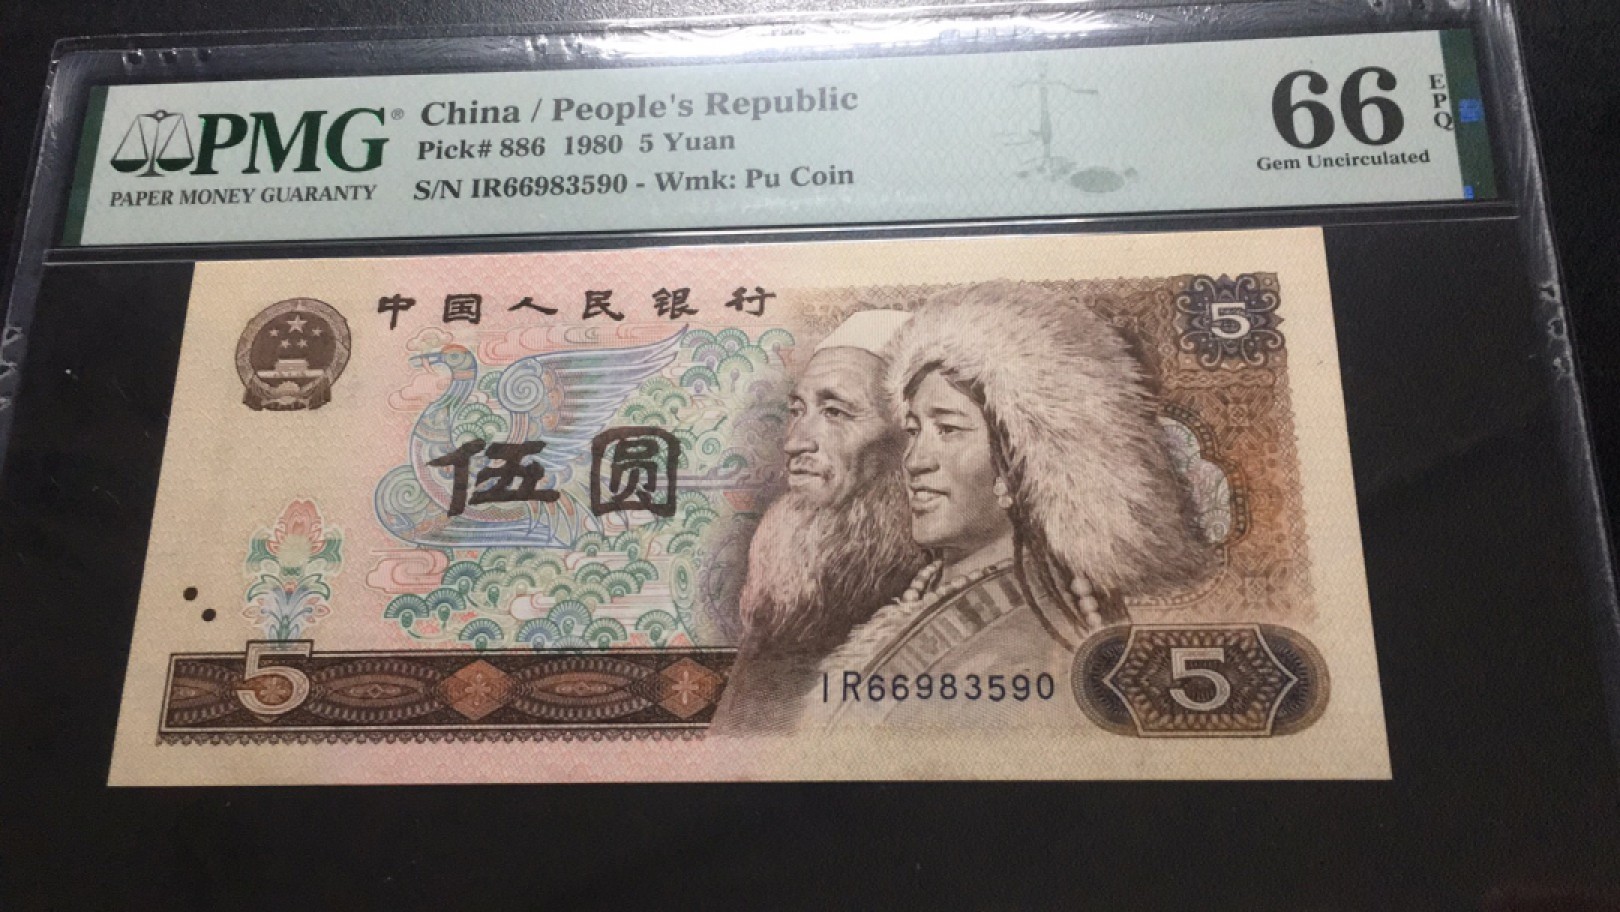 PMG®
PAPER MONEY GUARANTY
China / People's Republic
Pick# 886 1980 5 Yuan
S/N IR66983590 - Wmk: Pu Coin
66
EPQ
Gem Uncirculated
中国人民银行
5
伍圆
5
IR66983590
5